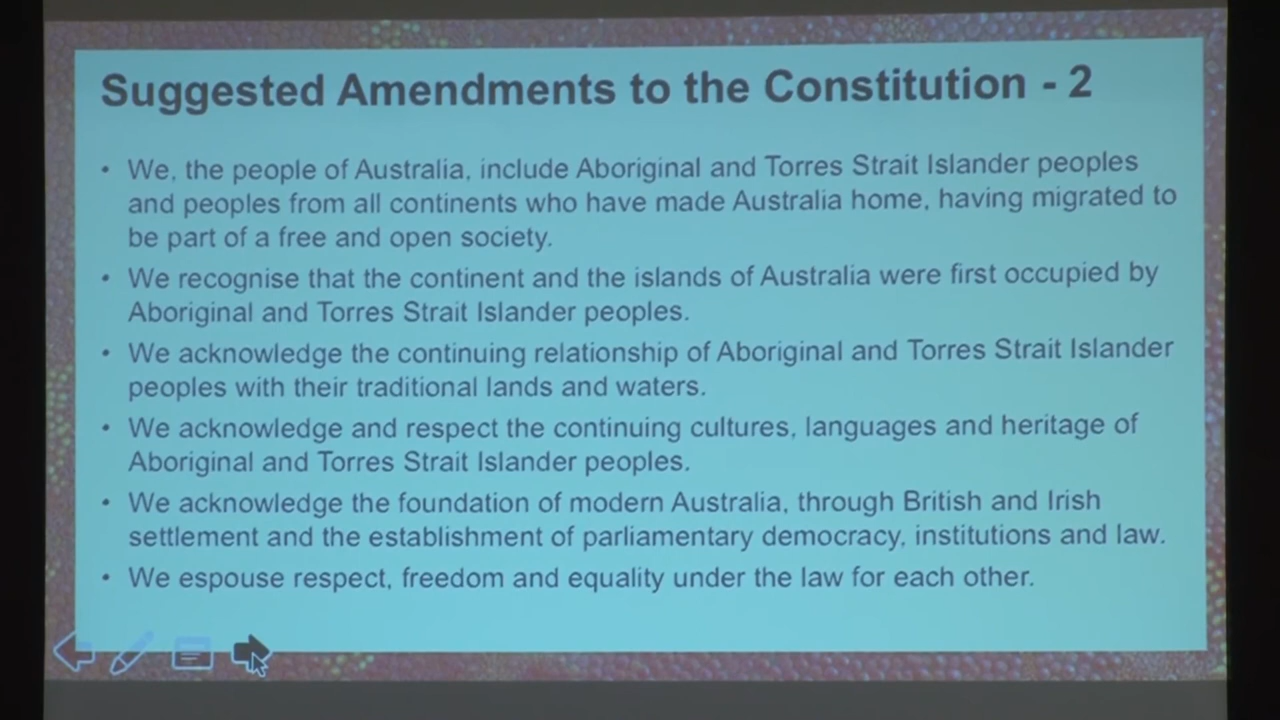 Suggested Amendments to the Constitution - 2
• We, the people of Australia, include Aboriginal and Torres Strait Islander peoples
and peoples from all continents who have made Australia home, having migrated to
be part of a free and open society.
• We recognise that the continent and the islands of Australia were first occupied by
Aboriginal and Torres Strait Islander peoples.
• We acknowledge the continuing relationship of Aboriginal and Torres Strait Islander
peoples with their traditional lands and waters.
• We acknowledge and respect the continuing cultures, languages and heritage of
Aboriginal and Torres Strait Islander peoples.
• We acknowledge the foundation of modern Australia, through British and Irish
settlement and the establishment of parliamentary democracy, institutions and law.
• We espouse respect, freedom and equality under the law for each other.